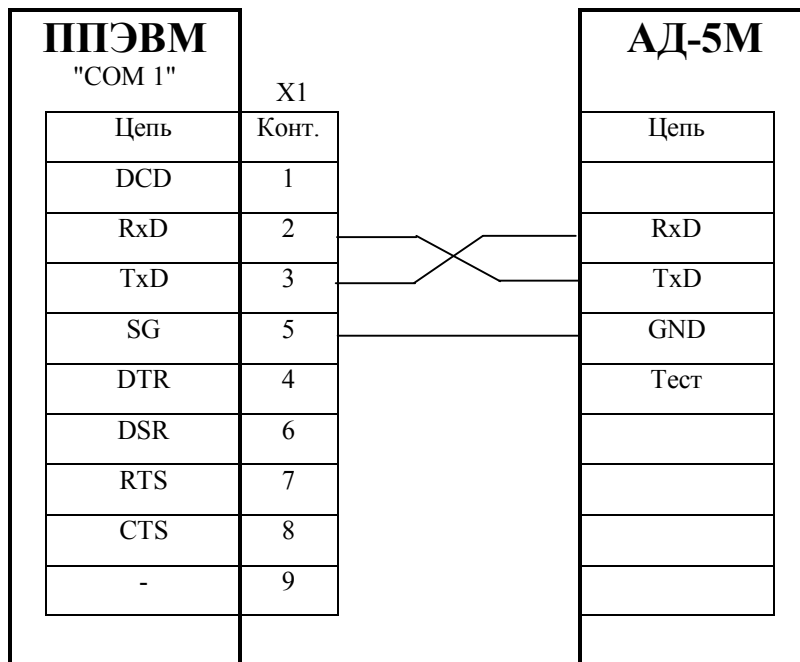 ППЭВМ
"COM 1"
X1
Цепь Конт.
DCD 1
RxD 2
TxD 3
SG 5
DTR 4
DSR 6
RTS 7
CTS 8
- 9
АД-5М
Цепь
RxD
TxD
GND
Тест